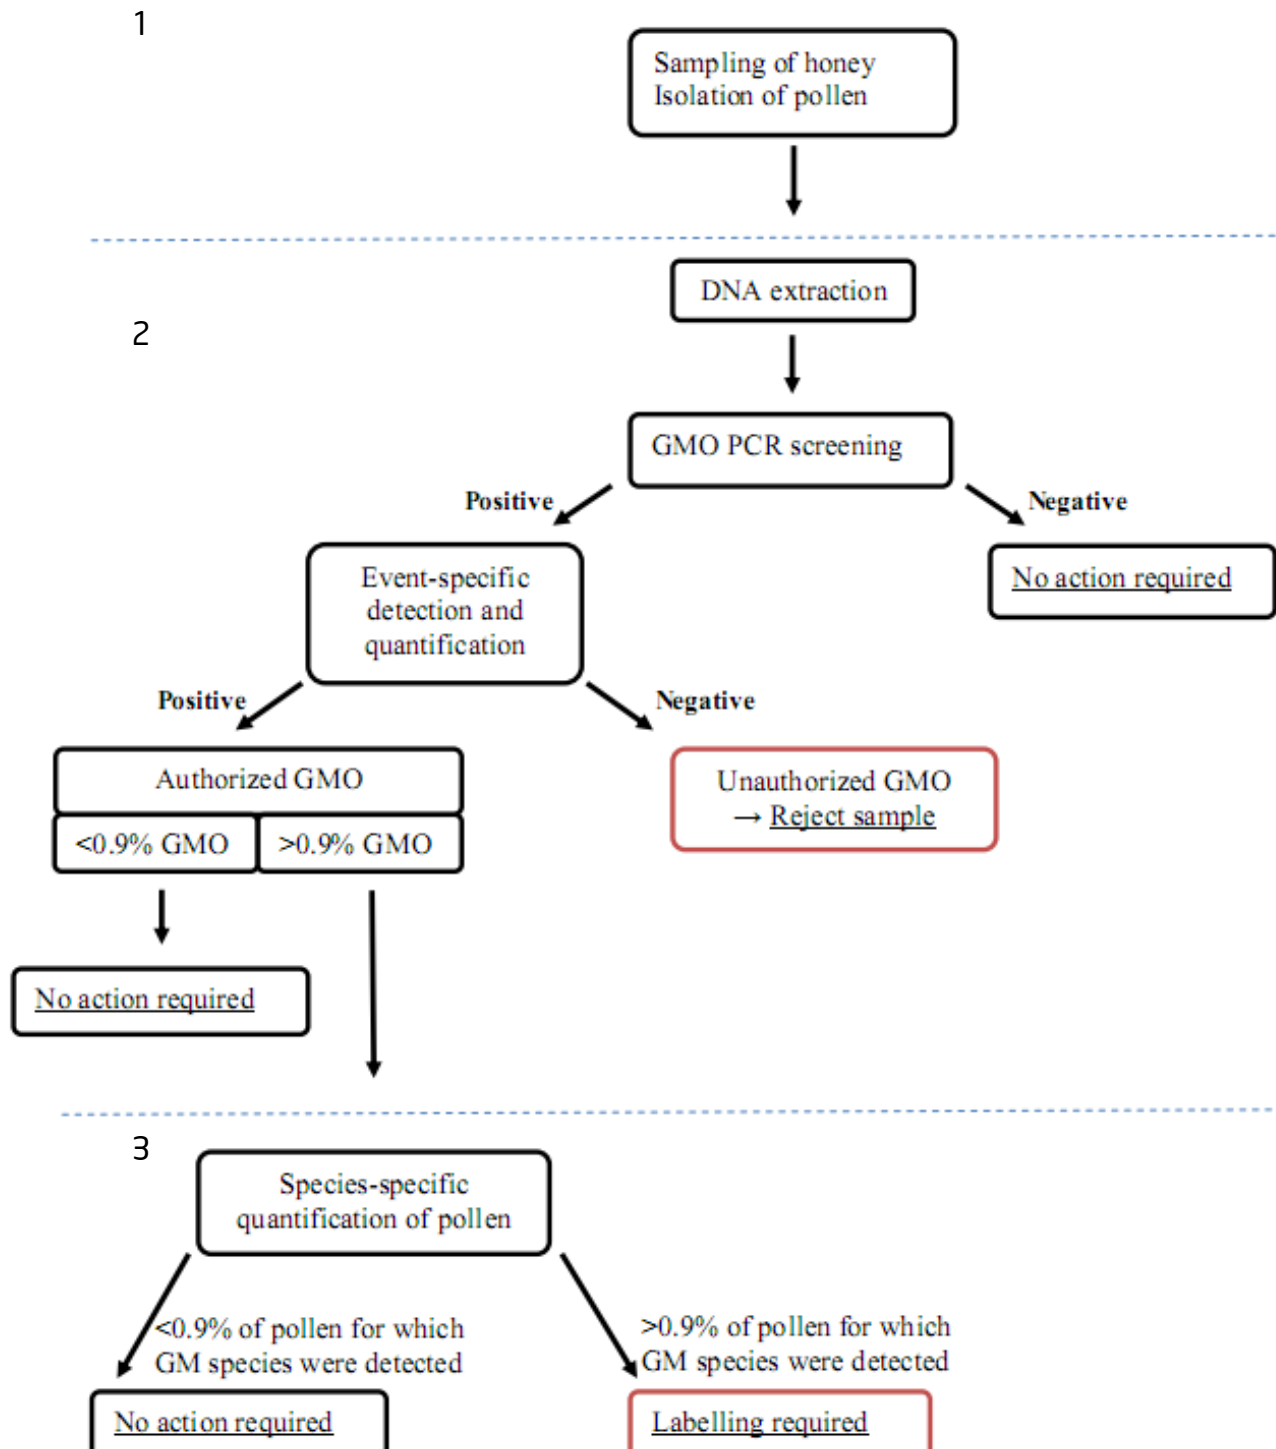 1
Sampling of honey
Isolation of pollen
DNA extraction
2
GMO PCR screening
Positive
Negative
Event-specific
detection and
quantification
No action required
Positive
Negative
Authorized GMO
<0.9% GMO
>0.9% GMO
Unauthorized GMO
→ Reject sample
No action required
3
Species-specific
quantification of pollen
<0.9% of pollen for which
GM species were detected
>0.9% of pollen for which
GM species were detected
No action required
Labelling required